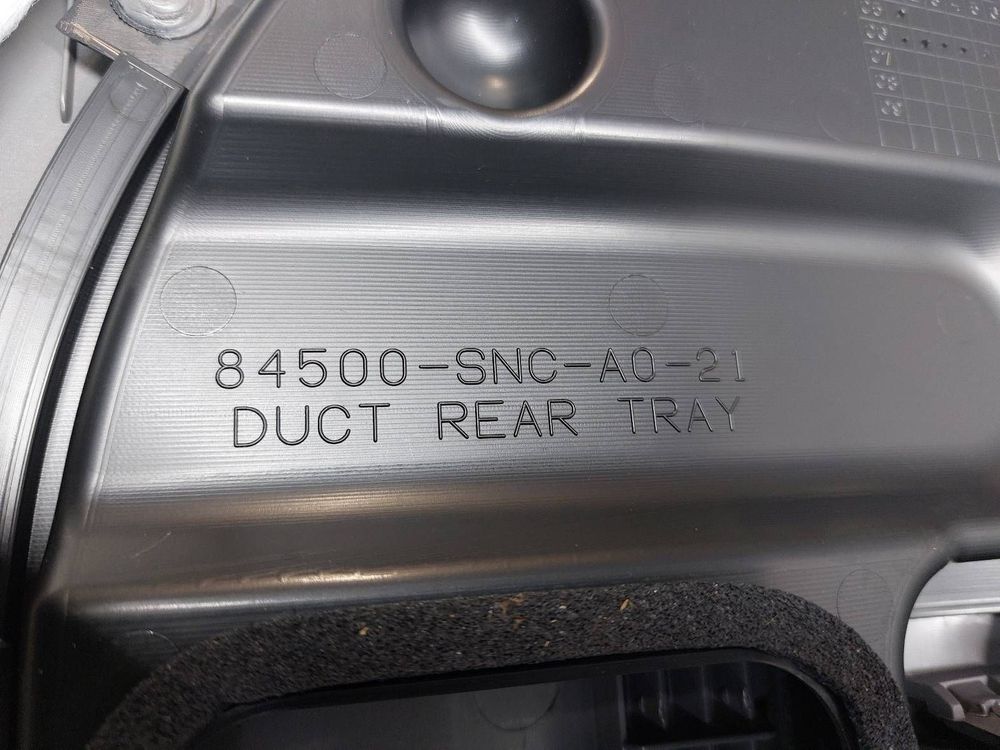 84500-SNC-A0-21
DUCT REAR TRAY